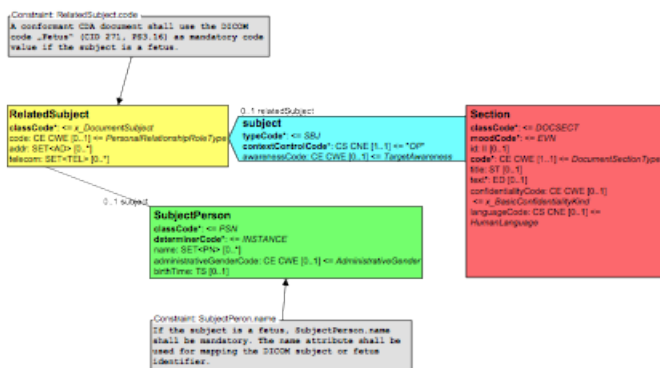 Constraint: RelatedSubject.code
A conformant CDA document shall use the DICOM
code „Fetus" (CID 271, PS3.16) as mandatory code
value if the subject is a fetus.
RelatedSubject
classCode*: <= x_DocumentSubject
code: CE CWE [0..1] <= PersonalRelationshipRoleType
addr: SET<AD> [0..*]
telecom: SET<TEL> [0..*]
0..1 relatedSubject
subject
typeCode*: <= SBJ
contextControlCode*: CS CNE [1..1] <= "OP"
awarenessCode: CE CWE [0..1] <= TargetAwareness
Section
classCode*: <= DOCSECT
moodCode*: <= EVN
id: II [0..1]
code*: CE CWE [1..1] <= DocumentSectionType
title: ST [0..1]
text*: ED [0..1]
confidentialityCode: CE CWE [0..1]
<= x_BasicConfidentialityKind
languageCode: CS CNE [0..1] <=
HumanLanguage
0..1 subject
SubjectPerson
classCode*: <= PSN
determinerCode*: <= INSTANCE
name: SET<PN> [0..*]
administrativeGenderCode: CE CWE [0..1] <= AdministrativeGender
birthTime: TS [0..1]
Constraint: SubjectPeron.name
If the subject is a fetus, SubjectPerson.name
shall be mandatory. The name attribute shall be
used for mapping the DICOM subject or fetus
identifier.